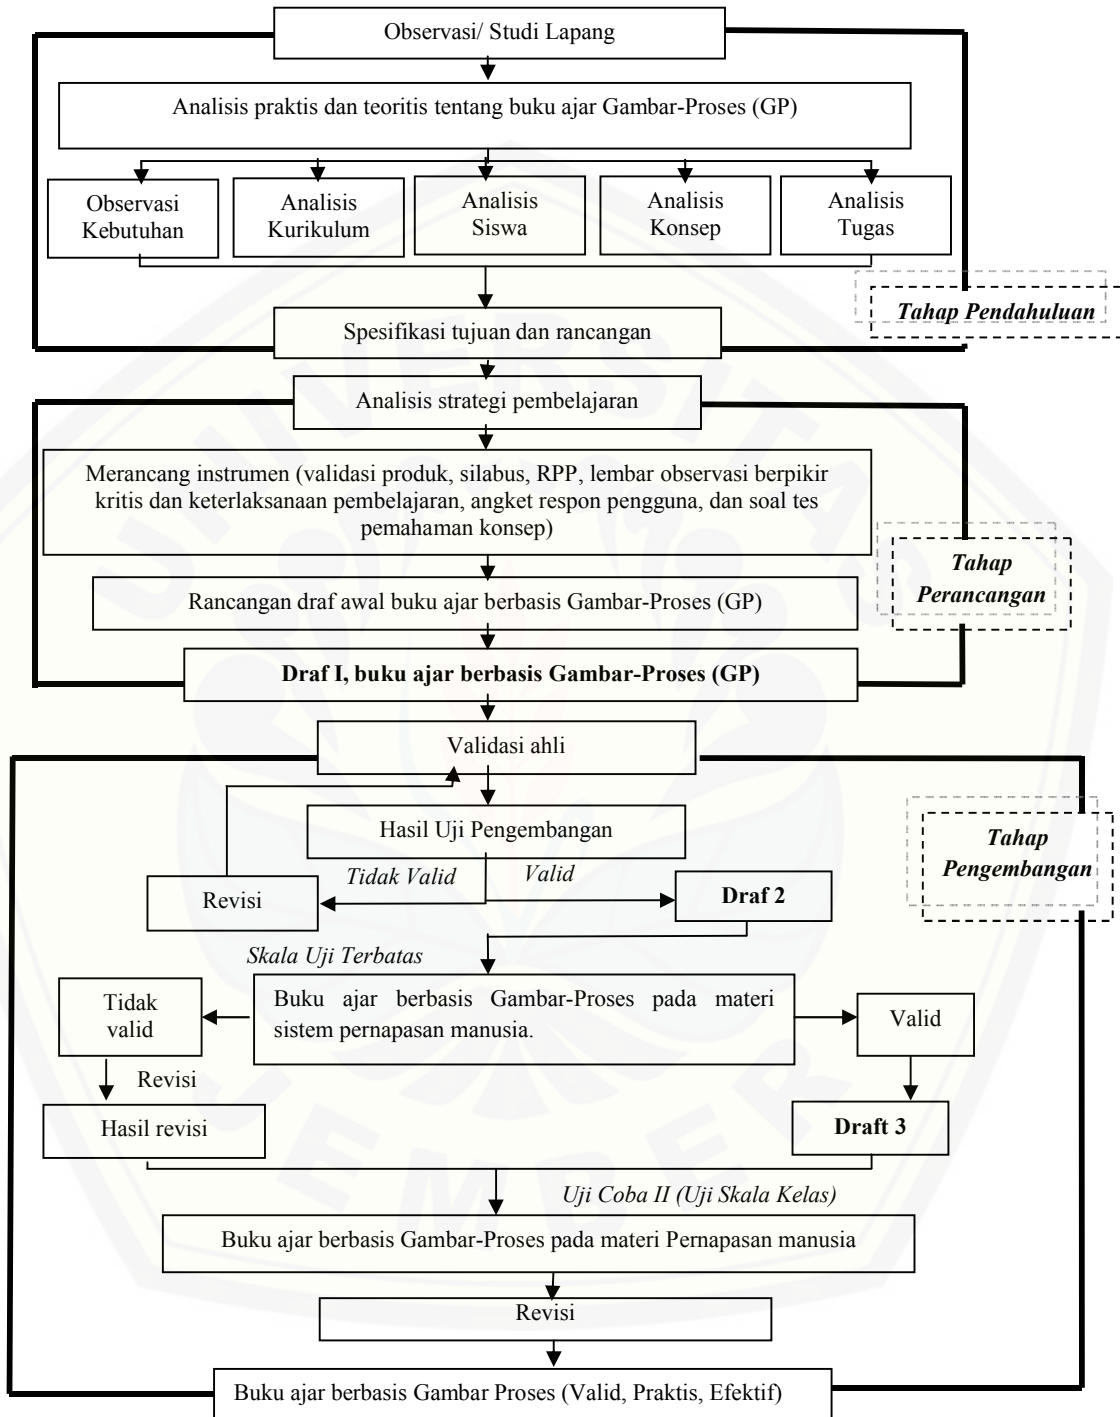 Observasi/ Studi Lapang
Analisis praktis dan teoritis tentang buku ajar Gambar-Proses (GP)
Observasi
Kebutuhan
Analisis
Kurikulum
Analisis
Siswa
Analisis
Konsep
Analisis
Tugas
Tahap Pendahuluan
Spesifikasi tujuan dan rancangan
Analisis strategi pembelajaran
Merancang instrumen (validasi produk, silabus, RPP, lembar observasi berpikir
kritis dan keterlaksanaan pembelajaran, angket respon pengguna, dan soal tes
pemahaman konsep)
Tahap
Perancangan
Rancangan draf awal buku ajar berbasis Gambar-Proses (GP)
Draf I, buku ajar berbasis Gambar-Proses (GP)
Validasi ahli
Hasil Uji Pengembangan
Tahap
Pengembangan
Tidak Valid
Valid
Revisi
Draf 2
Skala Uji Terbatas
Tidak
valid
Buku ajar berbasis Gambar-Proses pada materi
sistem pernapasan manusia.
Valid
Revisi
Hasil revisi
Draft 3
Uji Coba II (Uji Skala Kelas)
Buku ajar berbasis Gambar-Proses pada materi Pernapasan manusia
Revisi
Buku ajar berbasis Gambar Proses (Valid, Praktis, Efektif)
UNIVERSITAS
JEMBER